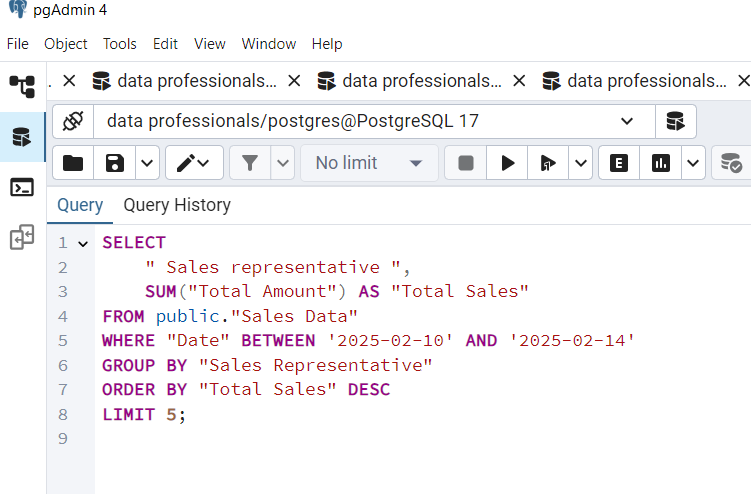 pgAdmin 4
File Object Tools Edit View Window Help
. data professionals... data professionals... data professionals...
data professionals/postgres@PostgreSQL 17
No limit
E
Query Query History
1 SELECT
2 " Sales representative ",
3 SUM("Total Amount") AS "Total Sales"
4 FROM public."Sales Data"
5 WHERE "Date" BETWEEN '2025-02-10' AND '2025-02-14'
6 GROUP BY "Sales Representative"
7 ORDER BY "Total Sales" DESC
8 LIMIT 5;
9